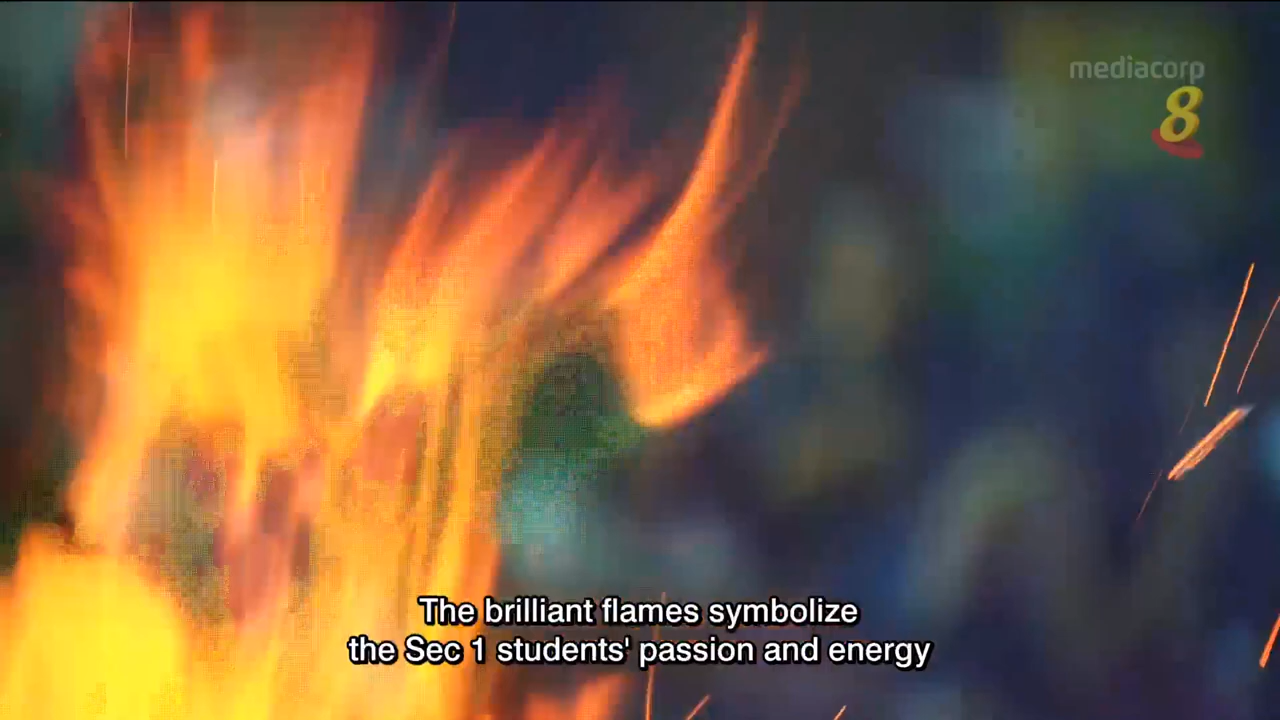 mediacorp
8
The brilliant flames symbolize
the Sec 1 students' passion and energy